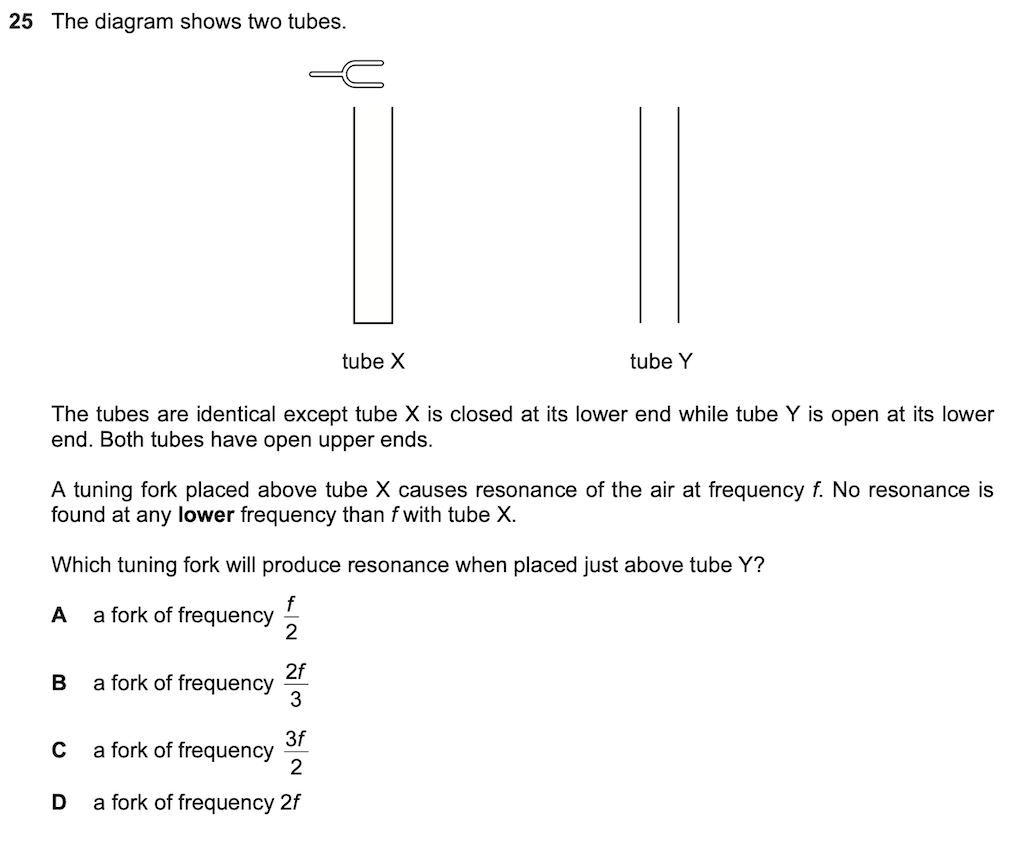 25 The diagram shows two tubes.
tube X
tube Y
The tubes are identical except tube X is closed at its lower end while tube Y is open at its lower
end. Both tubes have open upper ends.
A tuning fork placed above tube X causes resonance of the air at frequency f. No resonance is
found at any lower frequency than f with tube X.
Which tuning fork will produce resonance when placed just above tube Y?
A a fork of frequency f/2
B a fork of frequency 2f/3
C a fork of frequency 3f/2
D a fork of frequency 2f